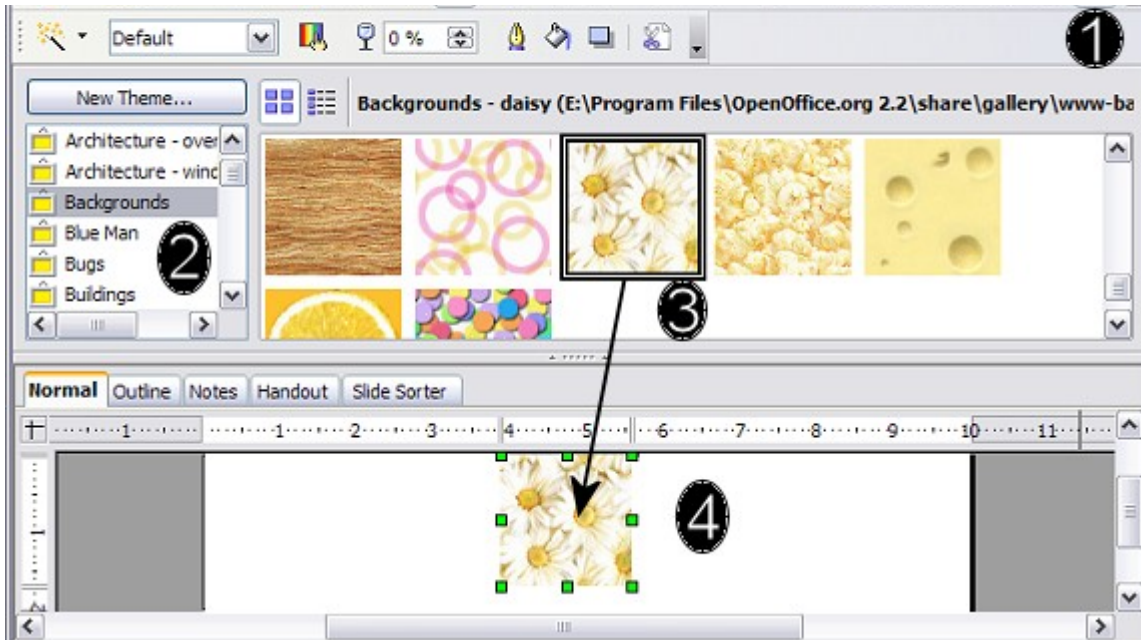 Default
0 %
1
New Theme...
Backgrounds - daisy (E:\Program Files\OpenOffice.org 2.2\share\gallery\www-ba
Architecture - over
Architecture - wind
Backgrounds
Blue Man
Bugs
Buildings
2
3
Normal Outline Notes Handout Slide Sorter
1 1 2 3 4 5 6 7 8 9 10 11
4
1